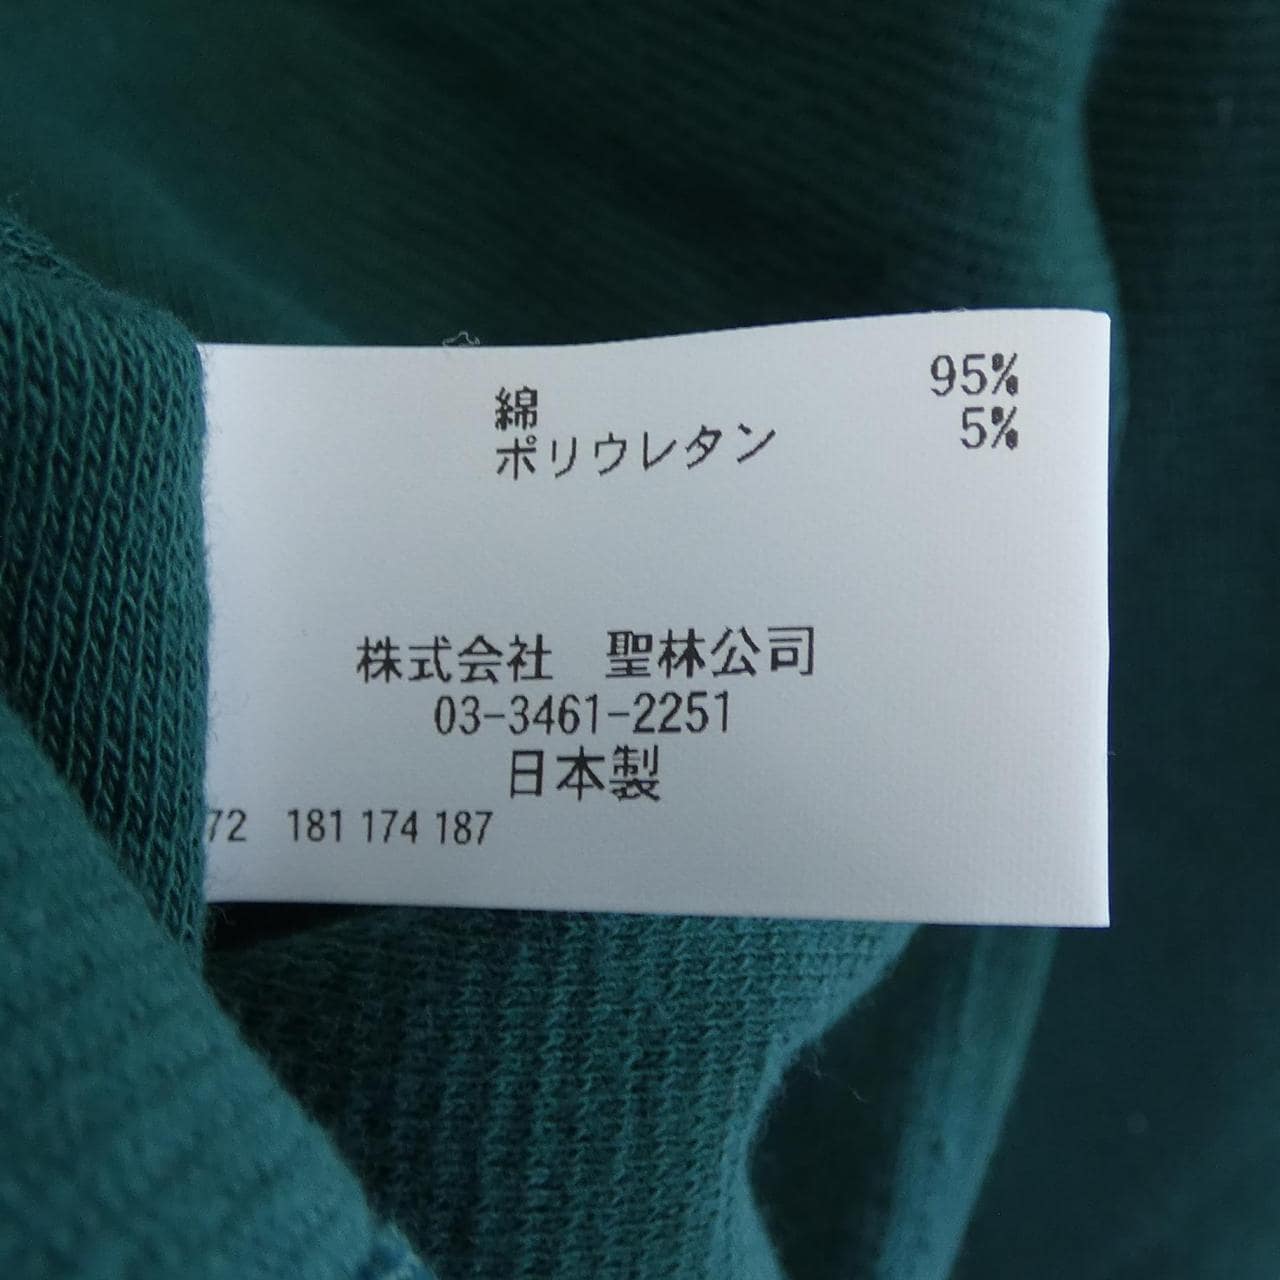 綿 95%
ポリウレタン 5%
株式会社　聖林公司
03-3461-2251
日本製
72 181 174 187